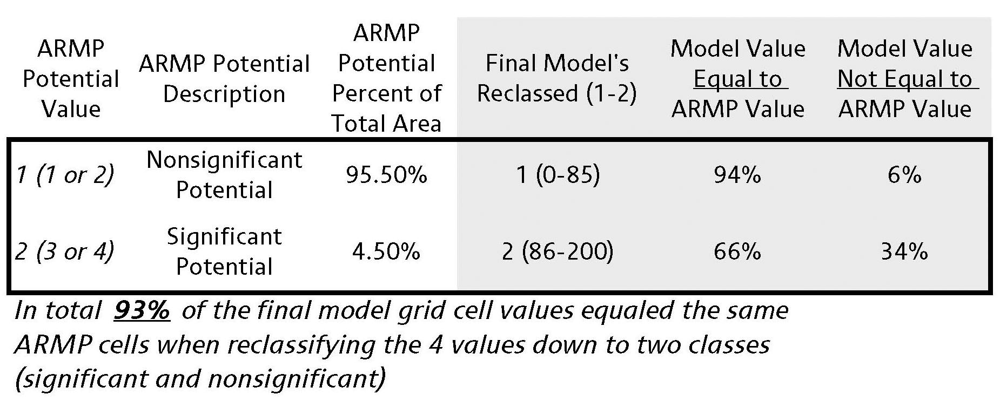 ARMP Potential Value
ARMP Potential Description
ARMP Potential Percent of Total Area
Final Model's Reclassed (1-2)
Model Value Equal to ARMP Value
Model Value Not Equal to ARMP Value
1 (1 or 2) Nonsignificant Potential 95.50% 1 (0-85) 94% 6%
2 (3 or 4) Significant Potential 4.50% 2 (86-200) 66% 34%
In total 93% of the final model grid cell values equaled the same
ARMP cells when reclassifying the 4 values down to two classes
(significant and nonsignificant)